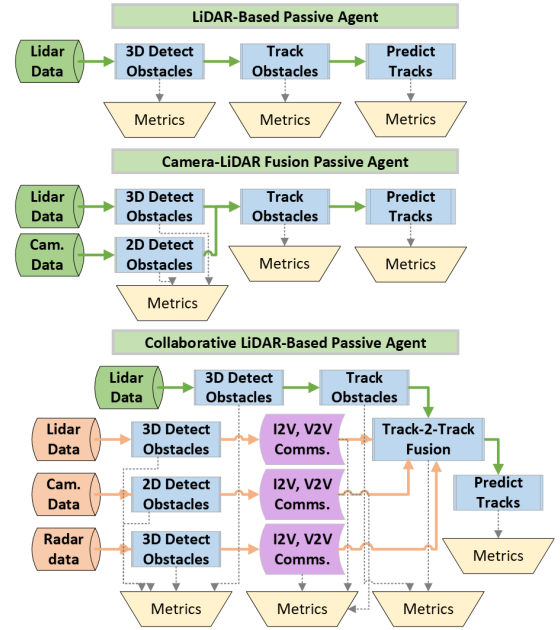 LiDAR-Based Passive Agent
Lidar
Data
3D Detect
Obstacles
Track
Obstacles
Predict
Tracks
Metrics
Metrics
Metrics
Camera-LiDAR Fusion Passive Agent
Lidar
Data
3D Detect
Obstacles
Track
Obstacles
Predict
Tracks
Cam.
Data
2D Detect
Obstacles
Metrics
Metrics
Metrics
Collaborative LiDAR-Based Passive Agent
Lidar
Data
3D Detect
Obstacles
Track
Obstacles
Lidar
Data
3D Detect
Obstacles
I2V, V2V
Comms.
Track-2-Track
Fusion
Cam.
Data
2D Detect
Obstacles
I2V, V2V
Comms.
Predict
Tracks
Radar
data
3D Detect
Obstacles
I2V, V2V
Comms.
Metrics
Metrics
Metrics
Metrics